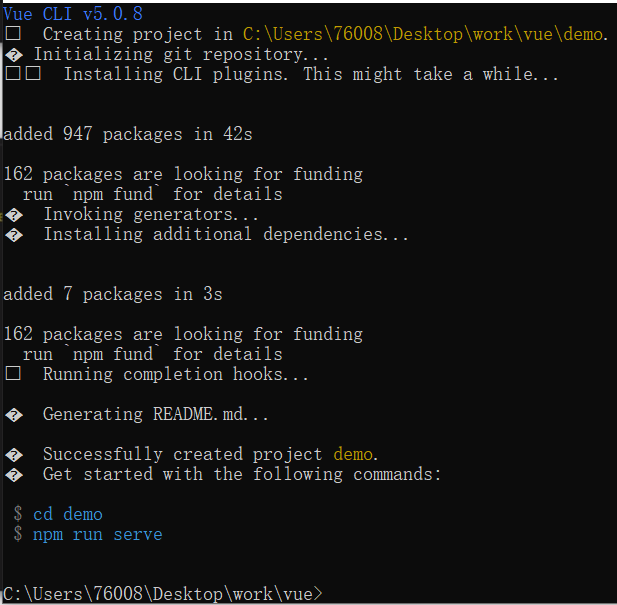 Vue CLI v5.0.8
□  Creating project in C:\Users\76008\Desktop\work\vue\demo.
� Initializing git repository...
□□  Installing CLI plugins. This might take a while...
added 947 packages in 42s
162 packages are looking for funding
run `npm fund` for details
�  Invoking generators...
�  Installing additional dependencies...
added 7 packages in 3s
162 packages are looking for funding
run `npm fund` for details
□  Running completion hooks...
�  Generating README.md...
�  Successfully created project demo.
�  Get started with the following commands:
$ cd demo
$ npm run serve
C:\Users\76008\Desktop\work\vue>